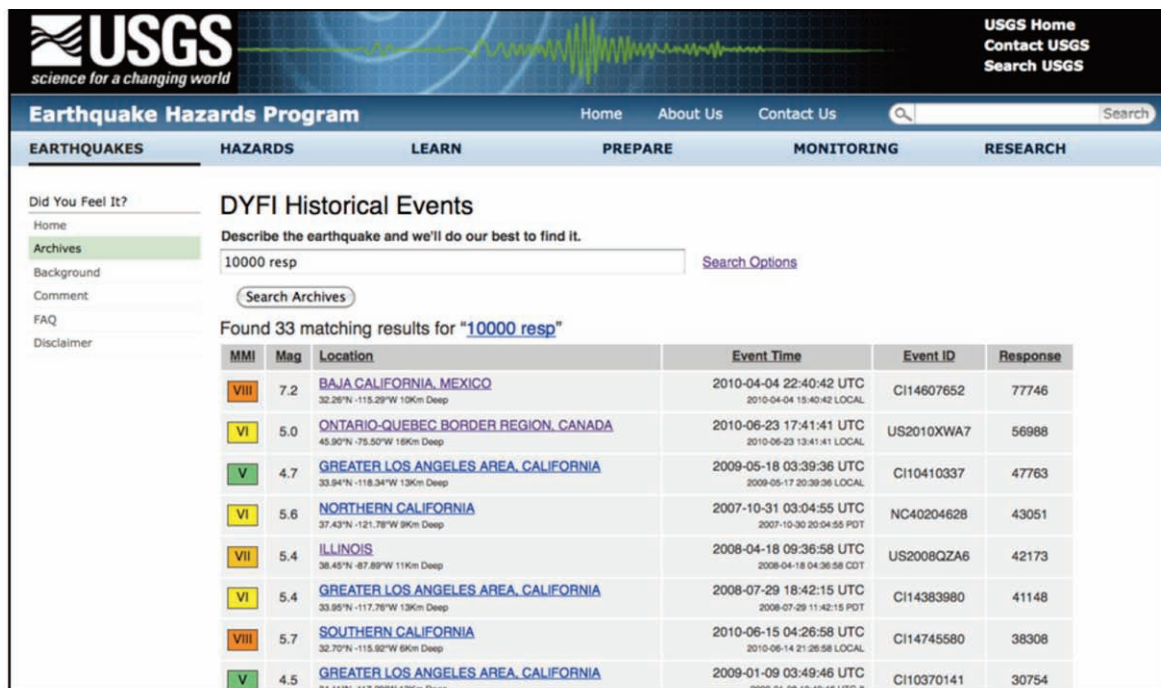 USGS
science for a changing world
USGS Home
Contact USGS
Search USGS
Earthquake Hazards Program
Home About Us Contact Us Search
EARTHQUAKES HAZARDS LEARN PREPARE MONITORING RESEARCH
Did You Feel It?
Home
Archives
Background
Comment
FAQ
Disclaimer
DYFI Historical Events
Describe the earthquake and we'll do our best to find it.
10000 resp Search Options
Search Archives
Found 33 matching results for "10000 resp"
MMI Mag Location Event Time Event ID Response
VIII 7.2 BAJA CALIFORNIA, MEXICO 2010-04-04 22:40:42 UTC CI14607652 77746
32.26°N -115.29°W 10Km Deep 2010-04-04 15:40:42 LOCAL
VI 5.0 ONTARIO-QUEBEC BORDER REGION, CANADA 2010-06-23 17:41:41 UTC US2010XWA7 56988
45.90°N -75.50°W 16Km Deep 2010-06-23 13:41:41 LOCAL
V 4.7 GREATER LOS ANGELES AREA, CALIFORNIA 2009-05-18 03:39:36 UTC CI10410337 47763
33.94°N -118.34°W 13Km Deep 2009-05-17 20:39:36 LOCAL
VI 5.6 NORTHERN CALIFORNIA 2007-10-31 03:04:55 UTC NC40204628 43051
37.43°N -121.78°W 9Km Deep 2007-10-30 20:04:55 PDT
VII 5.4 ILLINOIS 2008-04-18 09:36:58 UTC US2008QZA6 42173
38.45°N -87.89°W 11Km Deep 2008-04-18 04:36:58 CDT
VI 5.4 GREATER LOS ANGELES AREA, CALIFORNIA 2008-07-29 18:42:15 UTC CI14383980 41148
33.95°N -117.76°W 13Km Deep 2008-07-29 11:42:15 PDT
VIII 5.7 SOUTHERN CALIFORNIA 2010-06-15 04:26:58 UTC CI14745580 38308
32.70°N -115.92°W 6Km Deep 2010-06-14 21:26:58 LOCAL
V 4.5 GREATER LOS ANGELES AREA, CALIFORNIA 2009-01-09 03:49:46 UTC CI10370141 30754